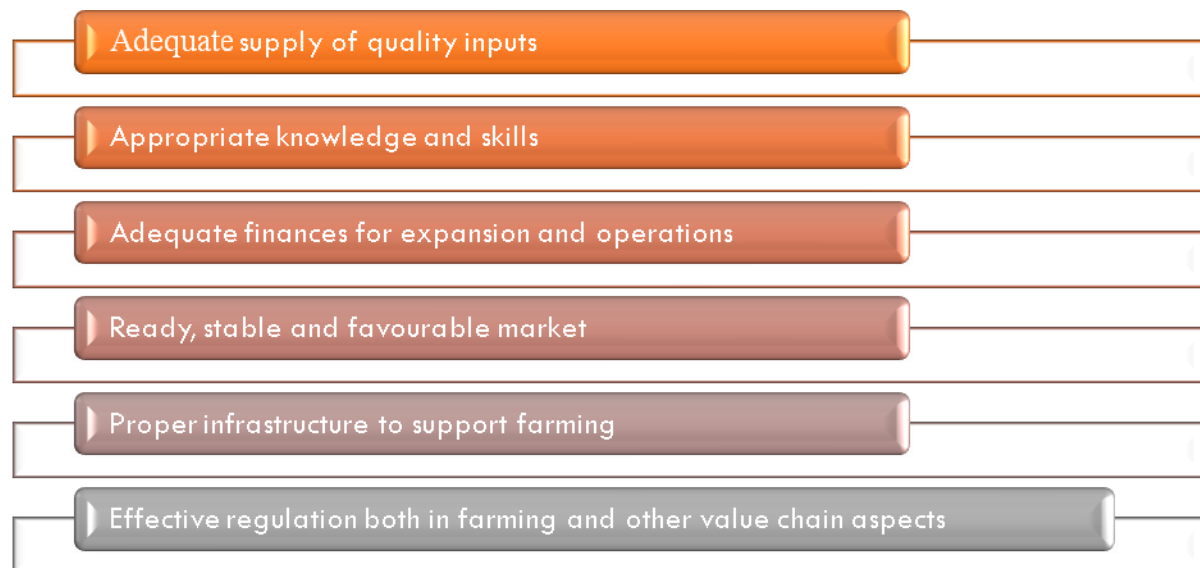 Adequate supply of quality inputs
Appropriate knowledge and skills
Adequate finances for expansion and operations
Ready, stable and favourable market
Proper infrastructure to support farming
Effective regulation both in farming and other value chain aspects